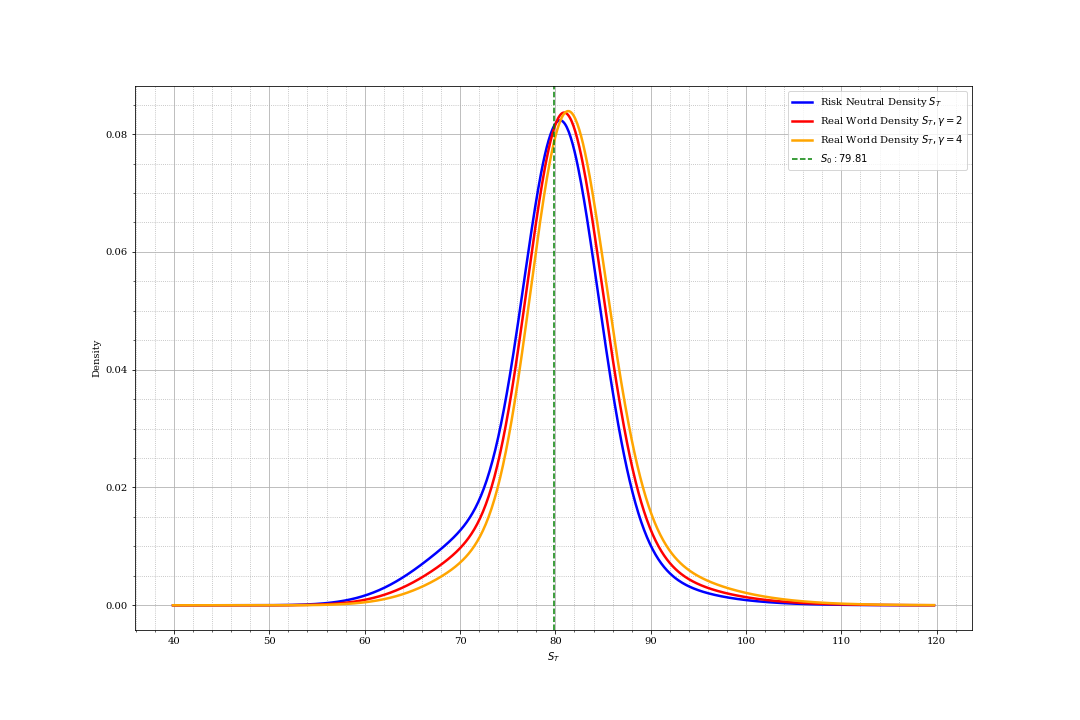 Risk Neutral Density S_T
Real World Density S_T, γ = 2
Real World Density S_T, γ = 4
S_0 : 79.81
0.08
0.06
0.04
0.02
0.00
Density
40 50 60 70 80 90 100 110 120
S_T